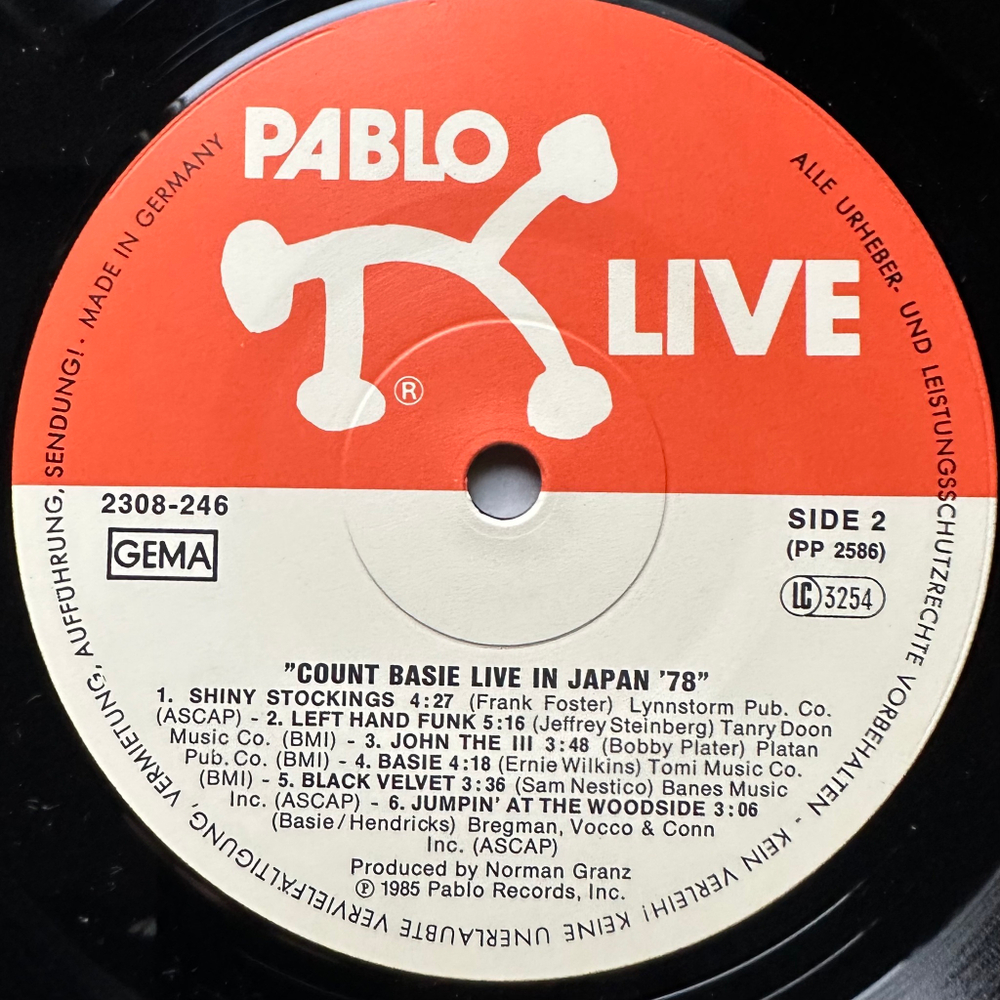 PABLO
LIVE
®
MADE IN GERMANY
ALLE URHEBER- UND LEISTUNGSSCHUTZRECHTE VORBEHALTEN - KEIN VERLEIH! KEINE UNERLAUBTE VERVIELFÄLTIGUNG, VERMIETUNG, AUFFÜHRUNG, SENDUNG! ·
2308-246
GEMA
SIDE 2
(PP 2586)
LC 3254
"COUNT BASIE LIVE IN JAPAN '78"
1. SHINY STOCKINGS 4:27 (Frank Foster) Lynnstorm Pub. Co.
(ASCAP) - 2. LEFT HAND FUNK 5:16 (Jeffrey Steinberg) Tanry Doon
Music Co. (BMI) - 3. JOHN THE III 3:48 (Bobby Plater) Platan
Pub. Co. (BMI) - 4. BASIE 4:18 (Ernie Wilkins) Tomi Music Co.
(BMI) - 5. BLACK VELVET 3:36 (Sam Nestico) Banes Music
Inc. (ASCAP) - 6. JUMPIN' AT THE WOODSIDE 3:06
(Basie/Hendricks) Bregman, Vocco & Conn
Inc. (ASCAP)
Produced by Norman Granz
℗ 1985 Pablo Records, Inc.